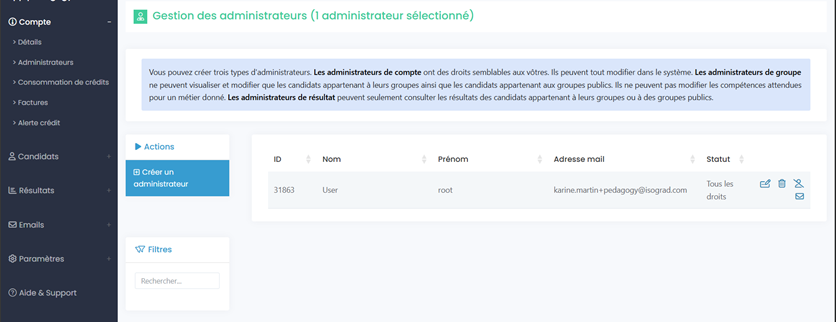 Compte
> Détails
> Administrateurs
> Consommation de crédits
> Factures
> Alerte crédit
Candidats
Résultats
Emails
Paramètres
Aide & Support
Gestion des administrateurs (1 administrateur sélectionné)
Vous pouvez créer trois types d'administrateurs. Les administrateurs de compte ont des droits semblables aux vôtres. Ils peuvent tout modifier dans le système. Les administrateurs de groupe
ne peuvent visualiser et modifier que les candidats appartenant à leurs groupes ainsi que les candidats appartenant aux groupes publics. Ils ne peuvent pas modifier les compétences attendues
pour un métier donné. Les administrateurs de résultat peuvent seulement consulter les résultats des candidats appartenant à leurs groupes ou à des groupes publics.
Actions
Créer un
administrateur
Filtres
Rechercher...
ID Nom Prénom Adresse mail Statut
31863 User root karine.martin+pedagogy@isograd.com Tous les
droits